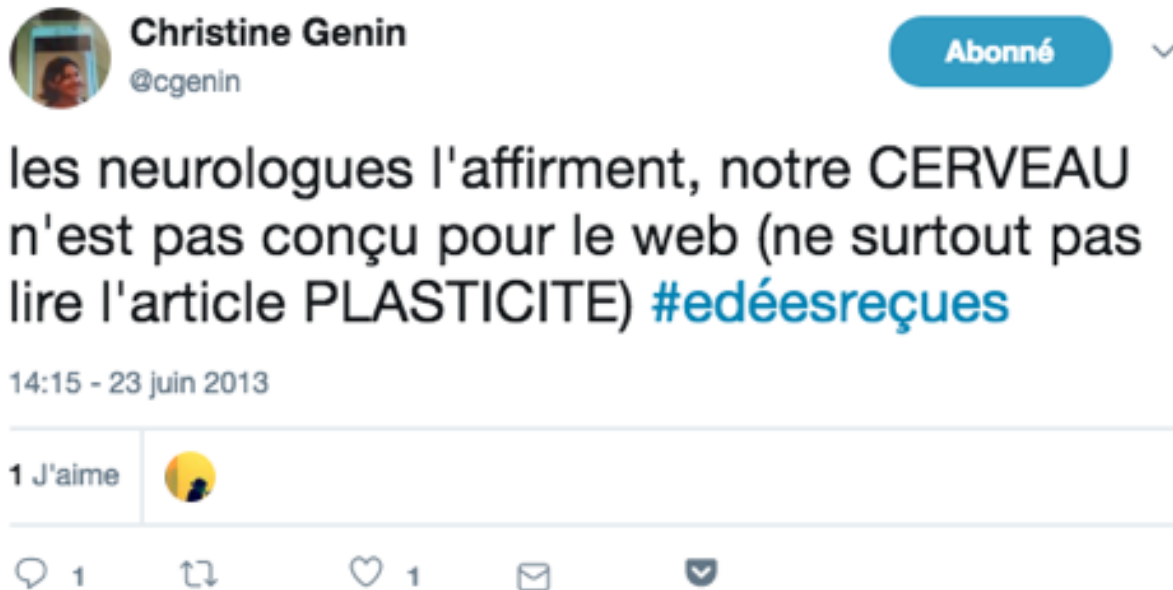 Christine Genin
@cgenin
Abonné
les neurologues l'affirment, notre CERVEAU
n'est pas conçu pour le web (ne surtout pas
lire l'article PLASTICITE) #edéesreçues
14:15 - 23 juin 2013
1 J'aime
1 1